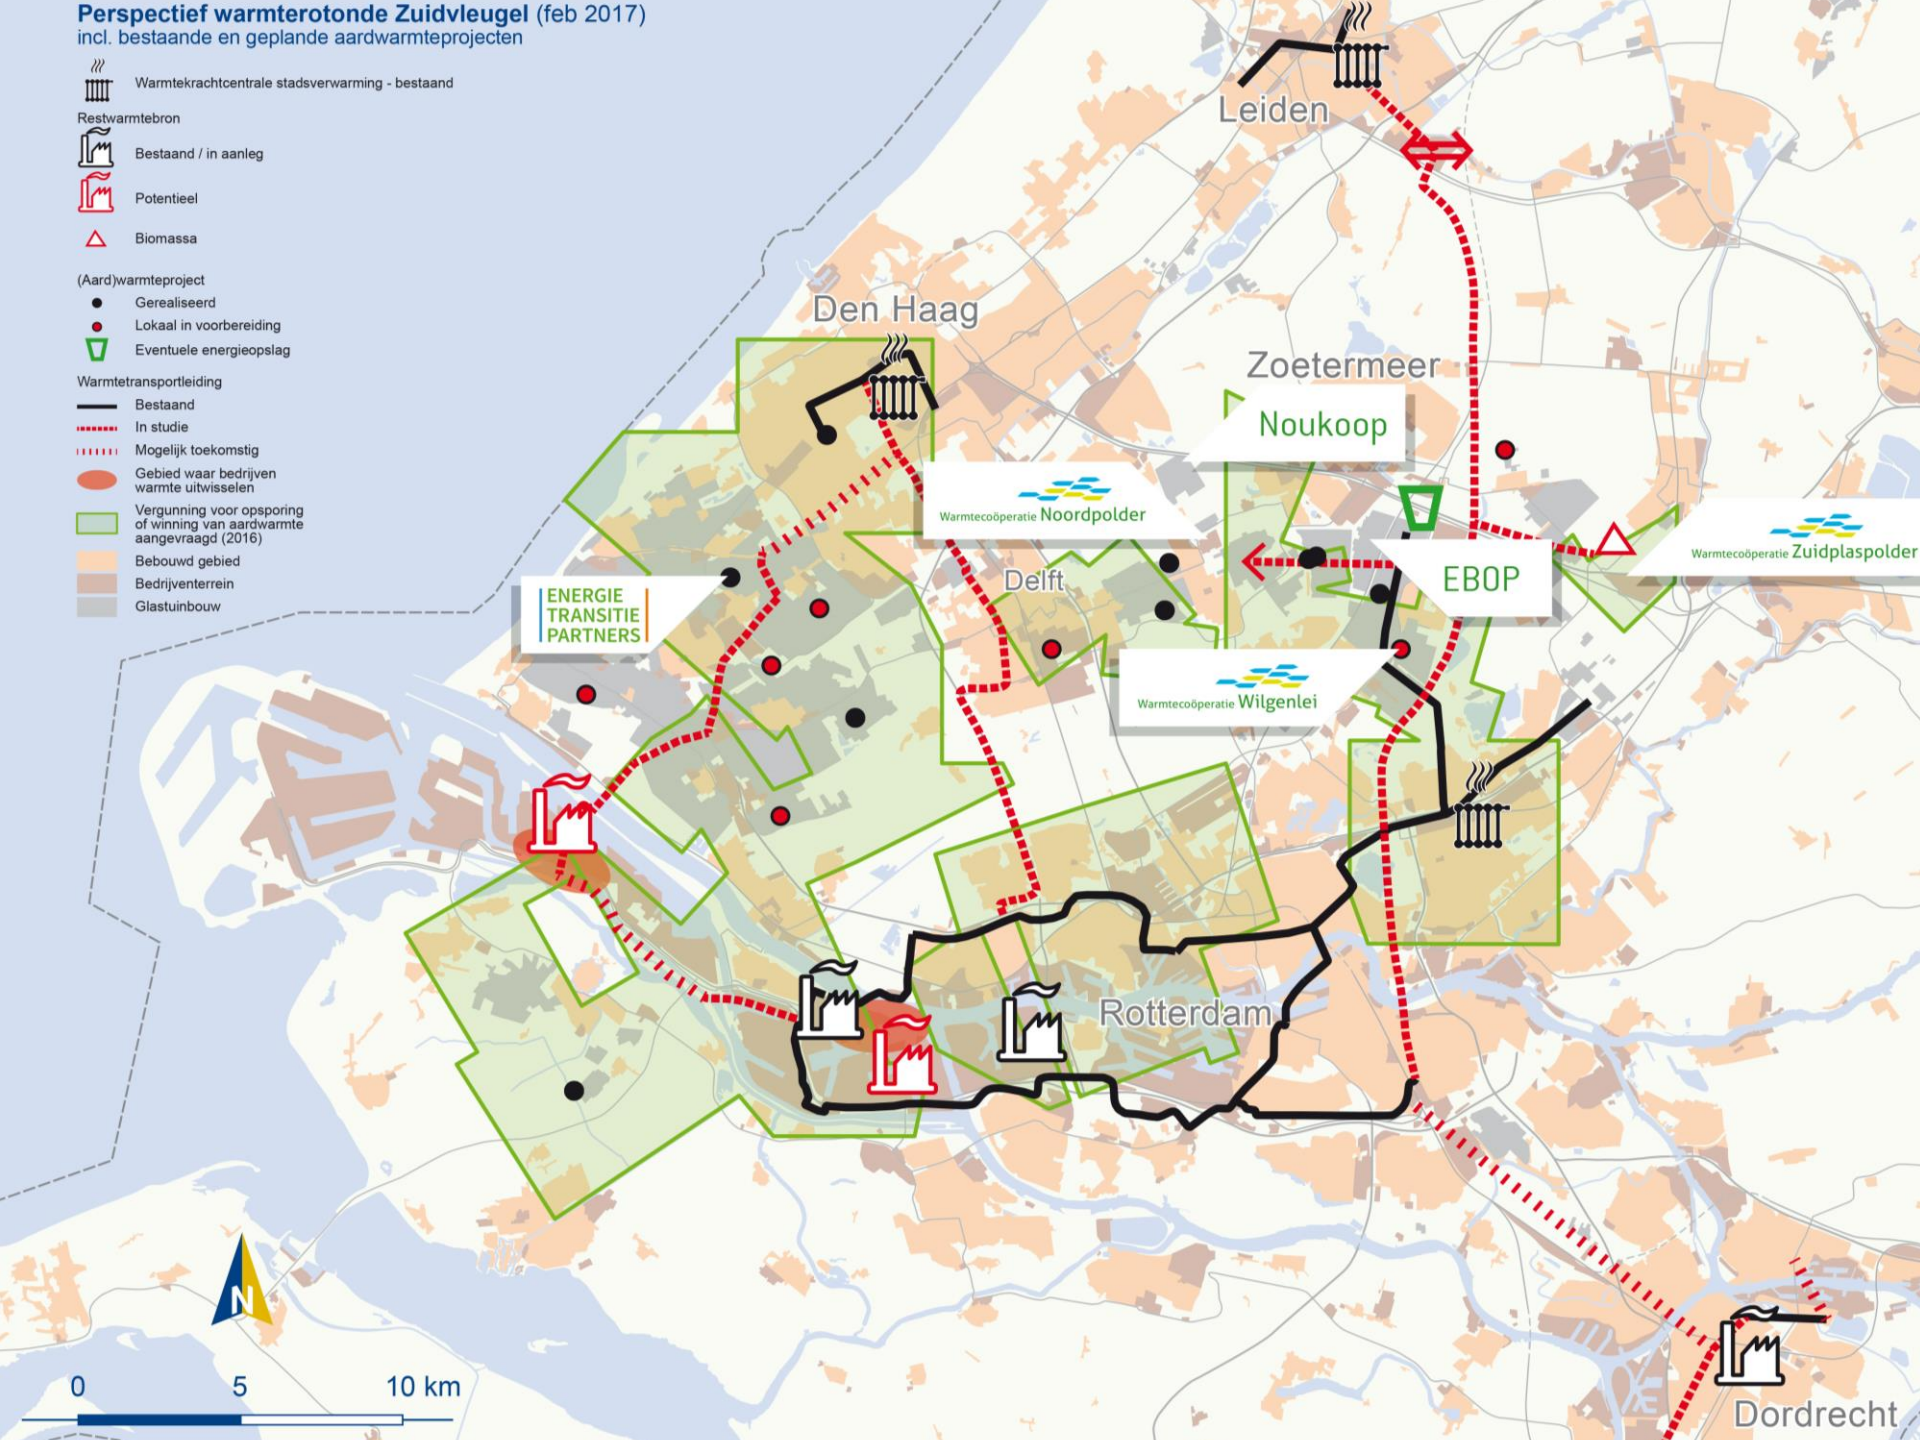 Perspectief warmterotonde Zuidvleugel (feb 2017)
incl. bestaande en geplande aardwarmteprojecten
Warmtekrachtcentrale stadsverwarming - bestaand
Restwarmtebron
Bestaand / in aanleg
Potentieel
Biomassa
(Aard)warmteproject
Gerealiseerd
Lokaal in voorbereiding
Eventuele energieopslag
Warmtetransportleiding
Bestaand
In studie
Mogelijk toekomstig
Gebied waar bedrijven
warmte uitwisselen
Vergunning voor opsporing
of winning van aardwarmte
aangevraagd (2016)
Bebouwd gebied
Bedrijventerrein
Glastuinbouw
Leiden
Den Haag
Zoetermeer
Noukoop
Warmtecoöperatie Noordpolder
Warmtecoöperatie Zuidplaspolder
Delft
EBOP
ENERGIE
TRANSITIE
PARTNERS
Warmtecoöperatie Wilgenlei
Rotterdam
N
0 5 10 km
Dordrecht